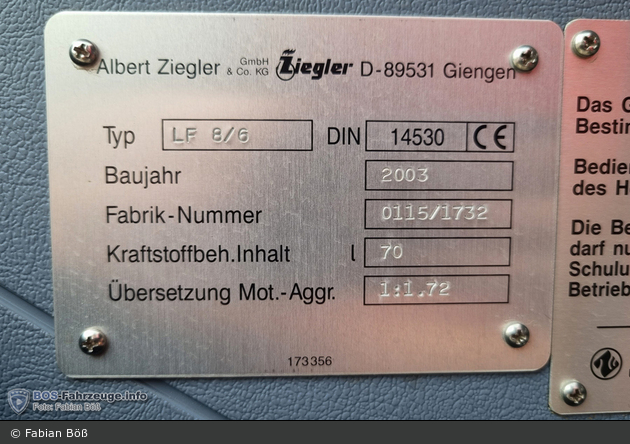 Albert Ziegler GmbH & Co. KG Ziegler D-89531 Giengen
Typ LF 8/6 DIN 14530 CE
Baujahr 2003
Fabrik-Nummer 0115/1732
Kraftstoffbeh.Inhalt l 70
Übersetzung Mot.-Aggr. 1:1,72
173356
Das G
Bestin
Bedie
des H
Die Be
darf nu
Schulu
Betrieb
BOS-Fahrzeuge.info
Foto: Fabian Böß
© Fabian Böß